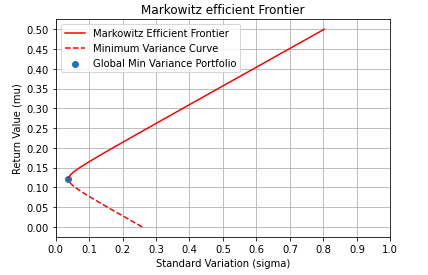 Markowitz efficient Frontier
Markowitz Efficient Frontier
Minimum Variance Curve
Global Min Variance Portfolio
Return Value (mu)
0.50
0.45
0.40
0.35
0.30
0.25
0.20
0.15
0.10
0.05
0.00
0.0 0.1 0.2 0.3 0.4 0.5 0.6 0.7 0.8 0.9 1.0
Standard Variation (sigma)